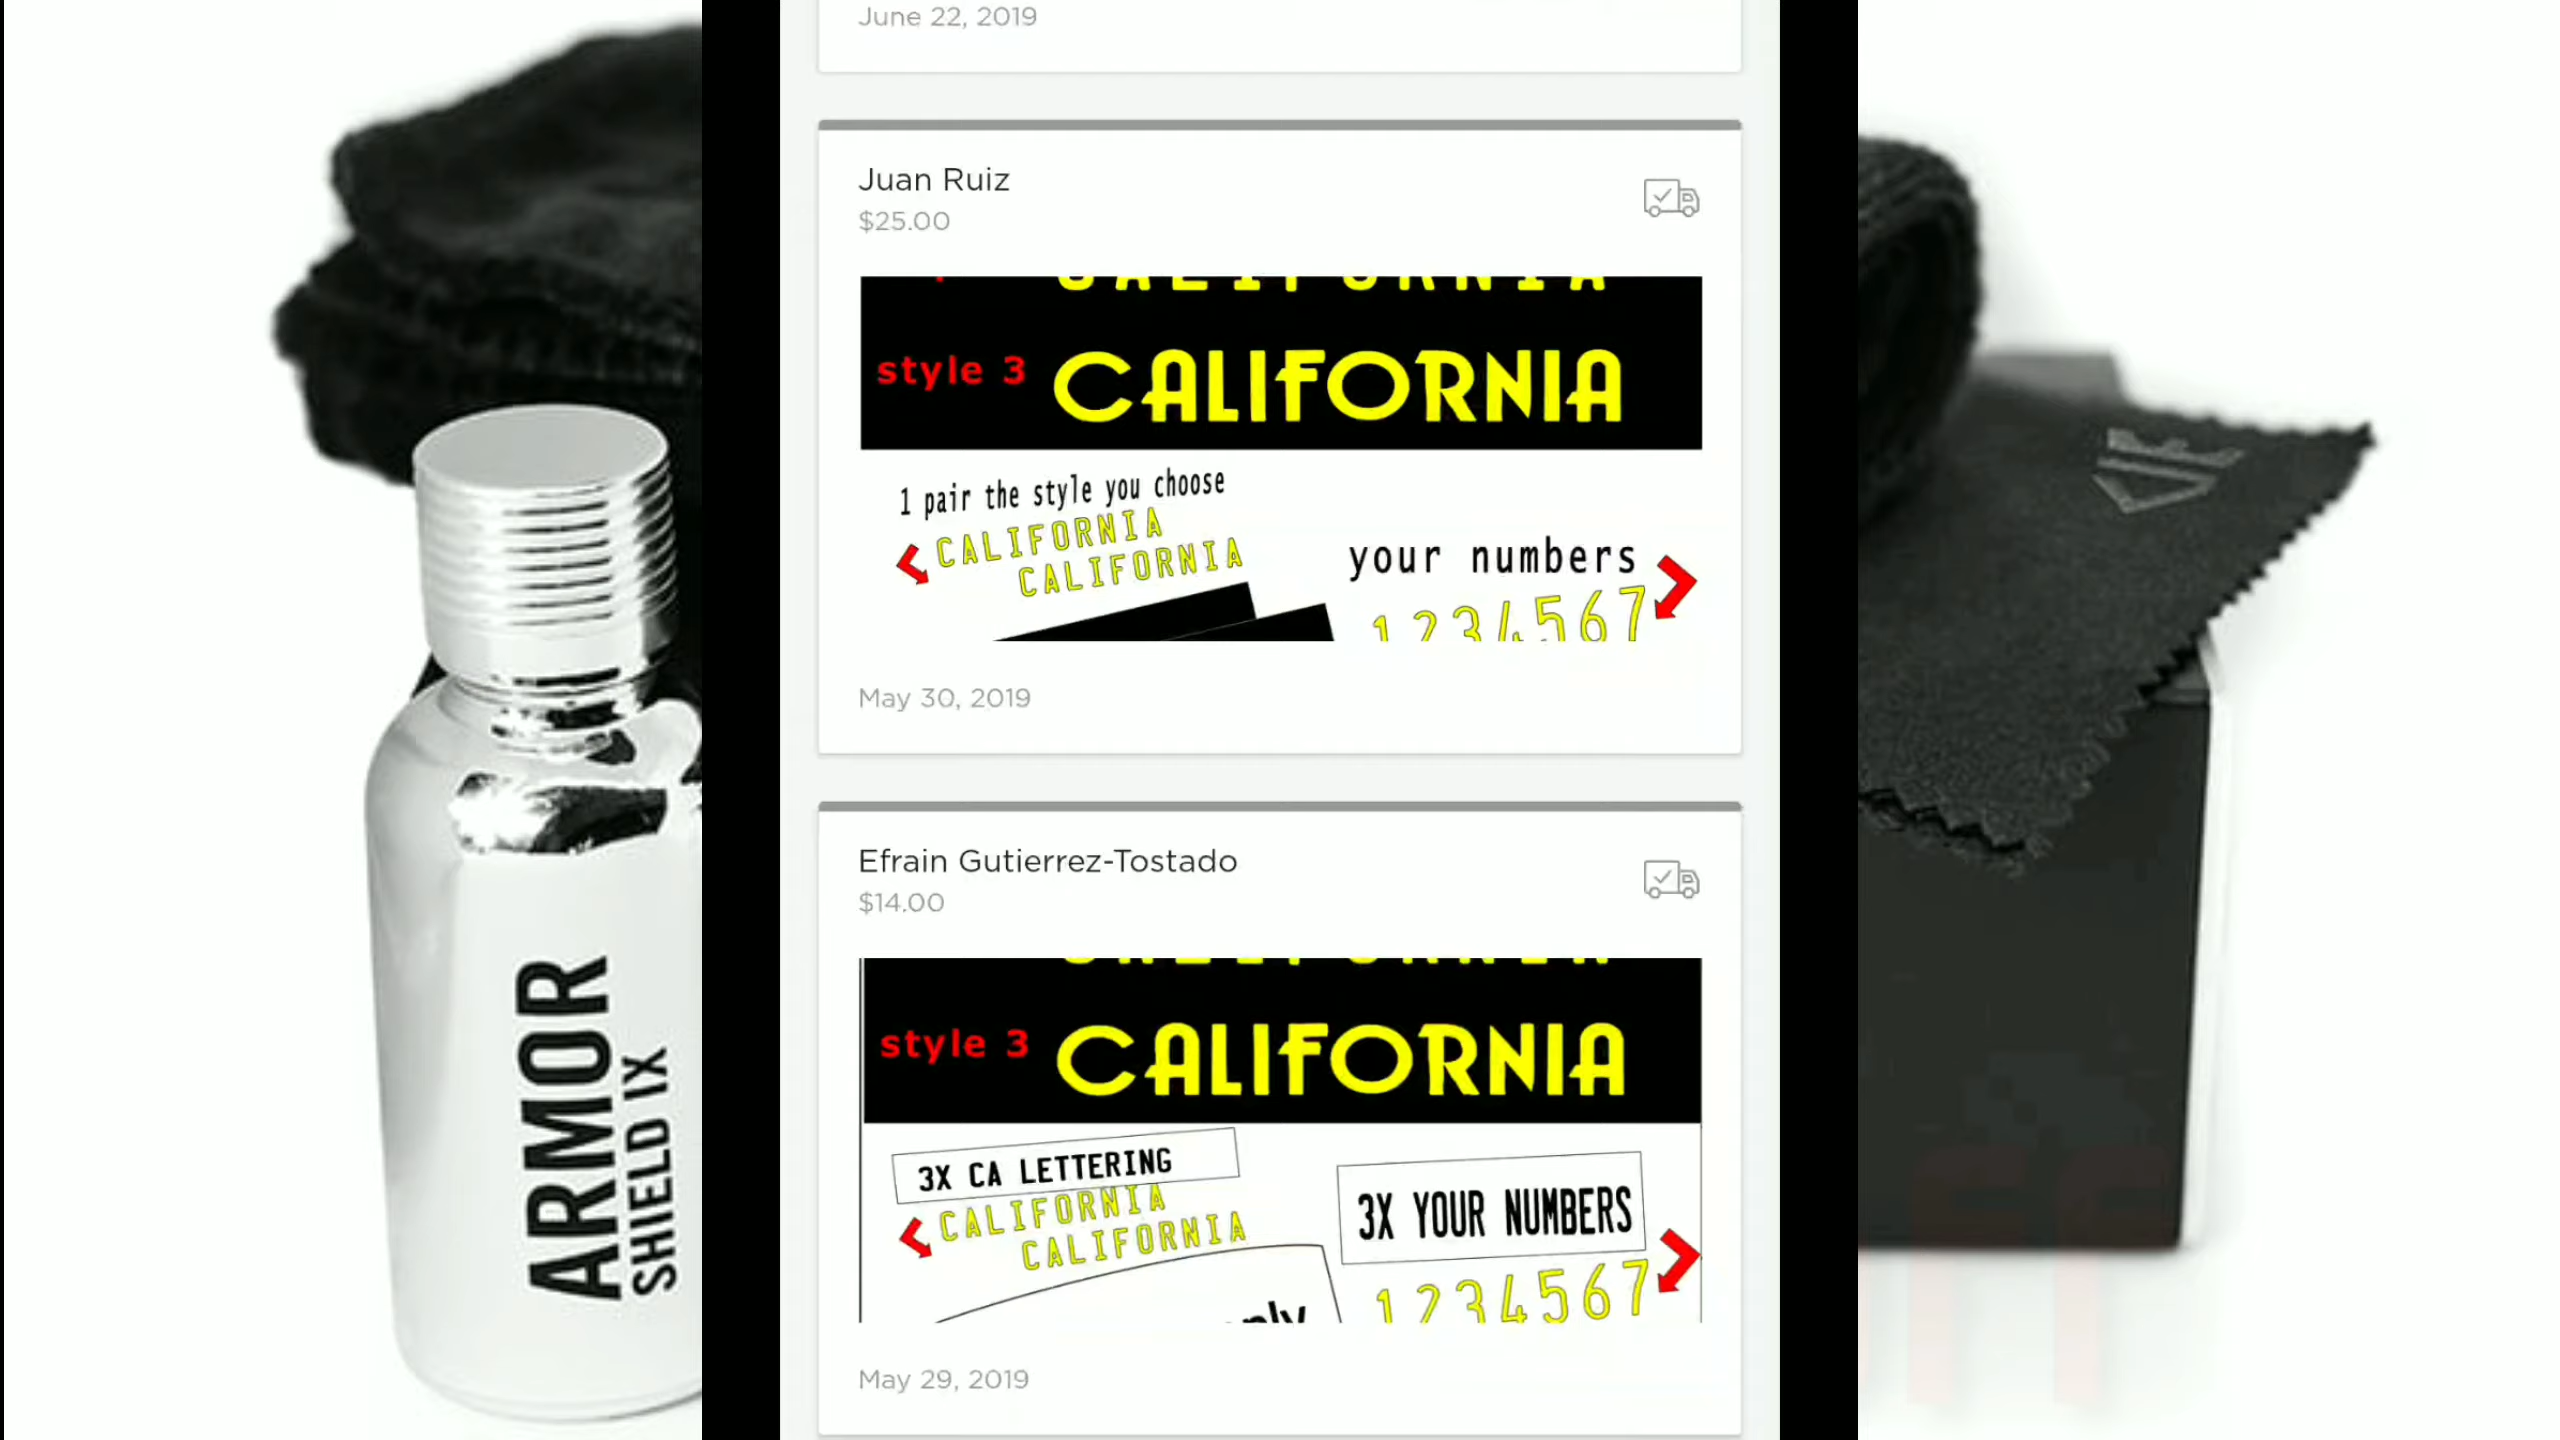 June 22, 2019
Juan Ruiz
$25.00
CALIFORNIA
style 3 CALIFORNIA
1 pair the style you choose
CALIFORNIA
CALIFORNIA
your numbers
1234567
May 30, 2019
Efrain Gutierrez-Tostado
$14.00
CALIFORNIA
style 3 CALIFORNIA
3X CA LETTERING
CALIFORNIA
CALIFORNIA
3X YOUR NUMBERS
1234567
May 29, 2019
ARMOR
SHIELD IX